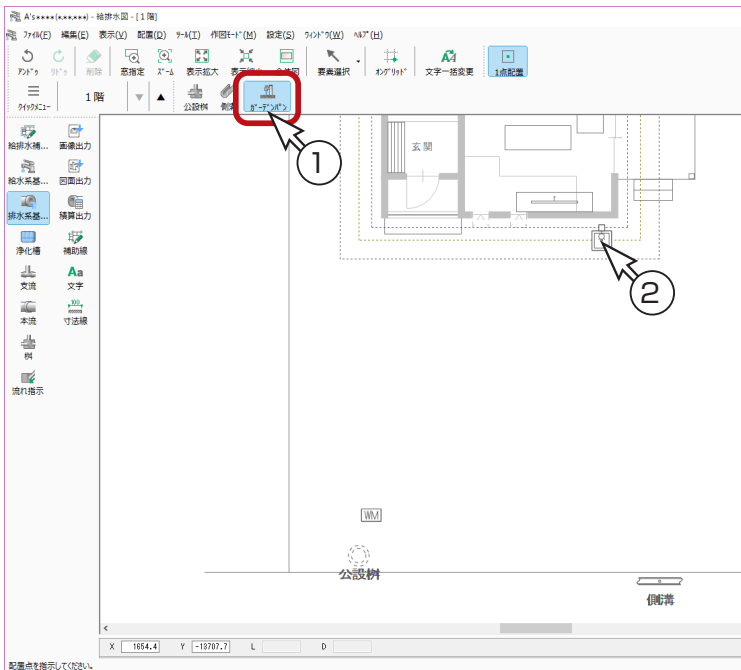 A's****(*.**.***) - 給排水図 - [1 階]
ﾌｧｲﾙ(F) 編集(E) 表示(V) 配置(D) ﾂｰﾙ(T) 作図ﾓｰﾄﾞ(M) 設定(S) ｳｨﾝﾄﾞｳ(W) ﾍﾙﾌﾟ(H)
ｱﾝﾄﾞｩ ﾘﾄﾞｩ 削除 窓指定 ｽﾞｰﾑ 表示拡大 要素選択 ｵﾝｸﾞﾘｯﾄﾞ 文字一括変更 1点配置
ｸｲｯｸﾒﾆｭｰ 1 階 ▼ ▲ 公設桝 側溝 ｶﾞｰﾃﾞﾝﾊﾟﾝ
1
給排水補... 画像出力
給水系基... 図面出力
排水系基... 積算出力
浄化槽 補助線
支流 文字
本流 寸法線
桝
流れ指示
Aa
100
玄関
2
WM
公設桝
側溝
X 1654.4 Y -13707.7 L D
配置点を指示してください。